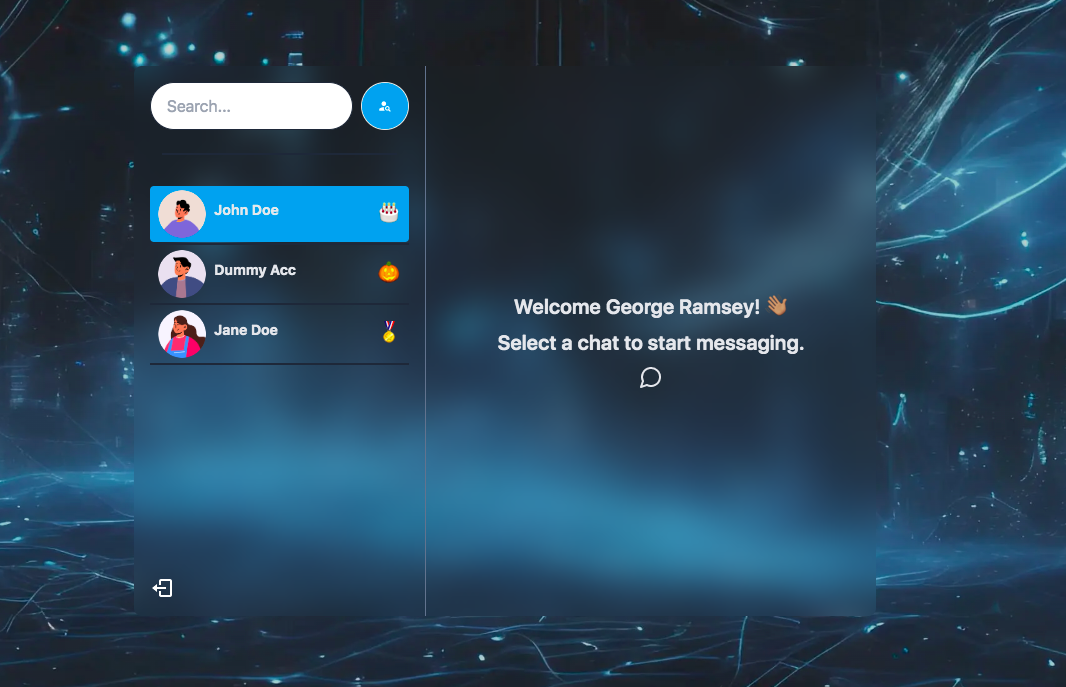 Search...
John Doe
Dummy Acc
Jane Doe
Welcome George Ramsey! 👋🏽
Select a chat to start messaging.